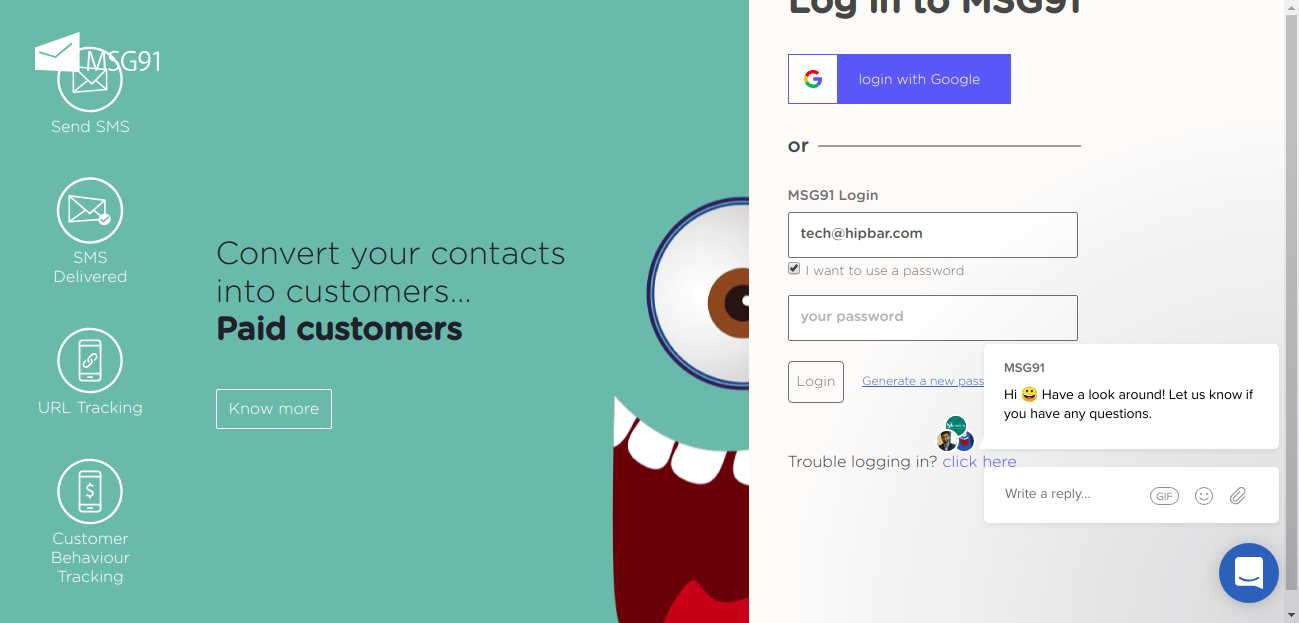 MSG91
Send SMS
SMS
Delivered
URL Tracking
$
Customer
Behaviour
Tracking
Convert your contacts
into customers...
Paid customers
Know more
Log in to MSG91
G
login with Google
or
MSG91 Login
tech@hipbar.com
I want to use a password
your password
Login
Generate a new pass
Trouble logging in? click here
MSG91
Hi 😀 Have a look around! Let us know if
you have any questions.
Write a reply...
GIF